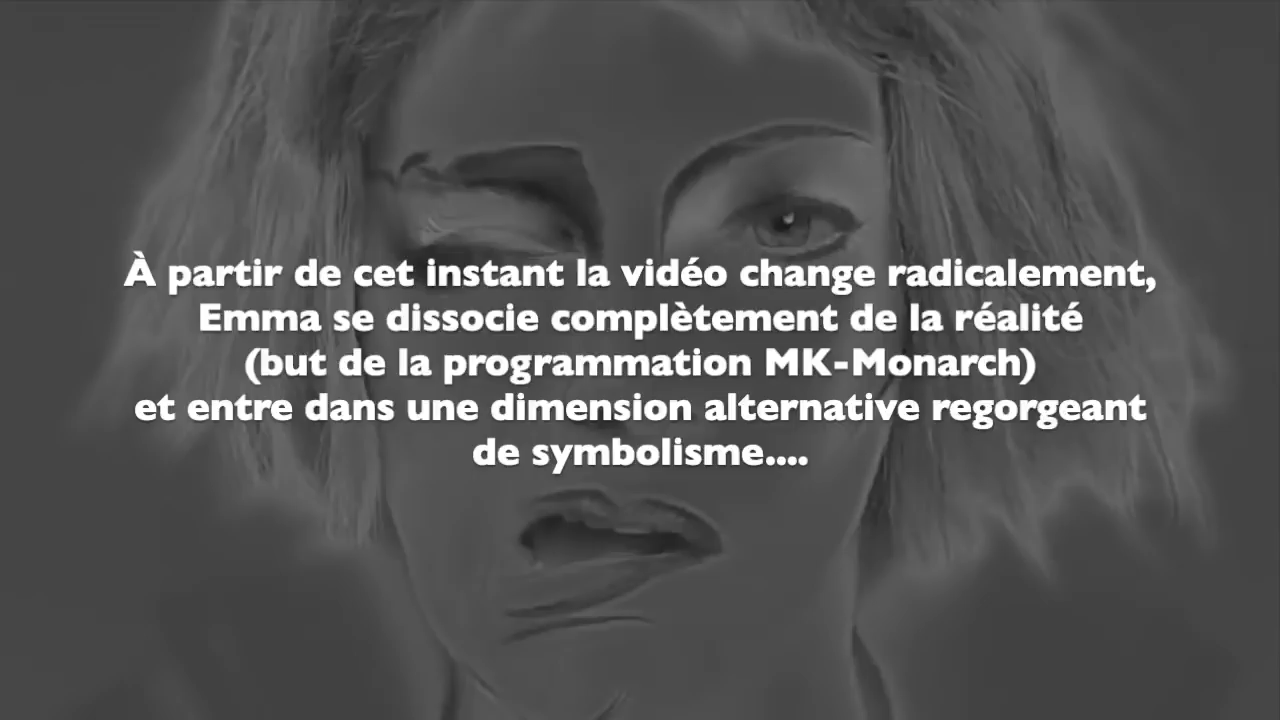 À partir de cet instant la vidéo change radicalement,
Emma se dissocie complètement de la réalité
(but de la programmation MK-Monarch)
et entre dans une dimension alternative regorgeant
de symbolisme....